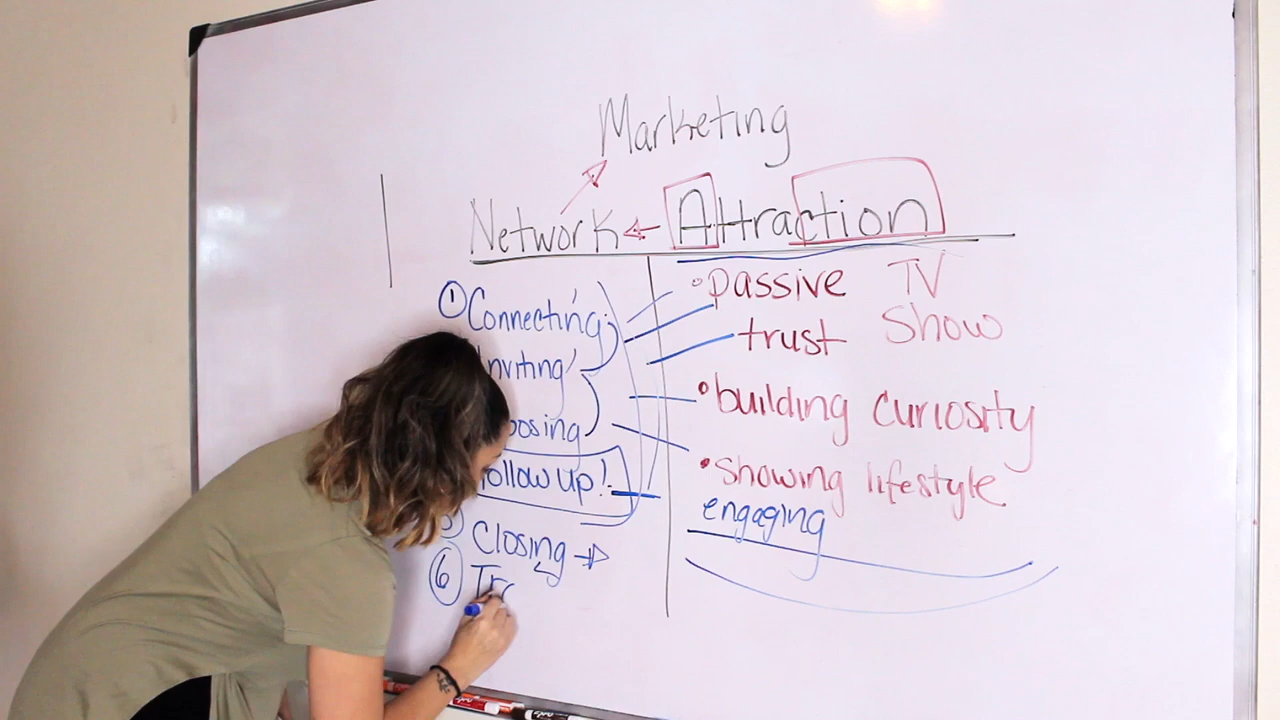 Marketing
Network Attraction
① Connecting
Inviting
Follow Up!
Closing
⑥ Tr
• passive TV
trust Show
• building curiosity
• showing lifestyle
engaging